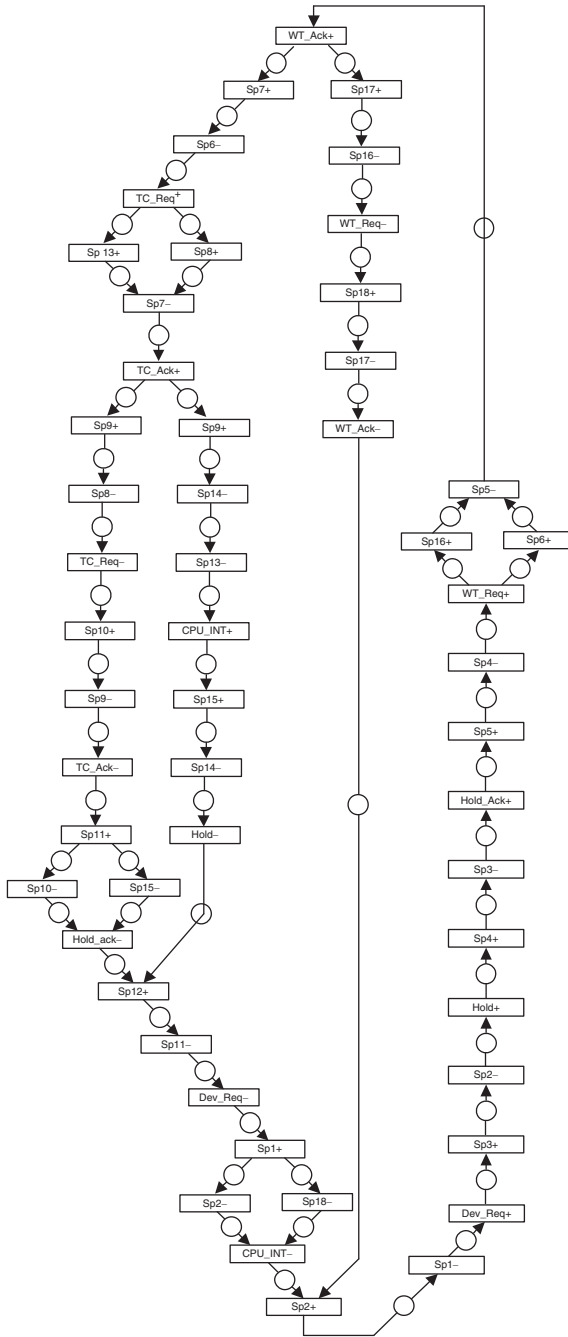 WT_Ack+
Sp7+
Sp17+
Sp6–
Sp16–
TC_Req+
WT_Req–
Sp 13+
Sp8+
Sp7–
Sp18+
TC_Ack+
Sp17–
Sp9+
Sp9+
WT_Ack–
Sp8–
Sp14–
Sp5–
Sp16+
Sp6+
TC_Req–
Sp13–
WT_Req+
Sp10+
CPU_INT+
Sp4–
Sp9–
Sp15+
Sp5+
TC_Ack–
Sp14–
Hold_Ack+
Sp11+
Hold–
Sp3–
Sp10–
Sp15–
Hold_ack–
Sp4+
Sp12+
Hold+
Sp11–
Sp2–
Dev_Req–
Sp1+
Sp3+
Sp2–
Sp18–
Dev_Req+
CPU_INT–
Sp1–
Sp2+